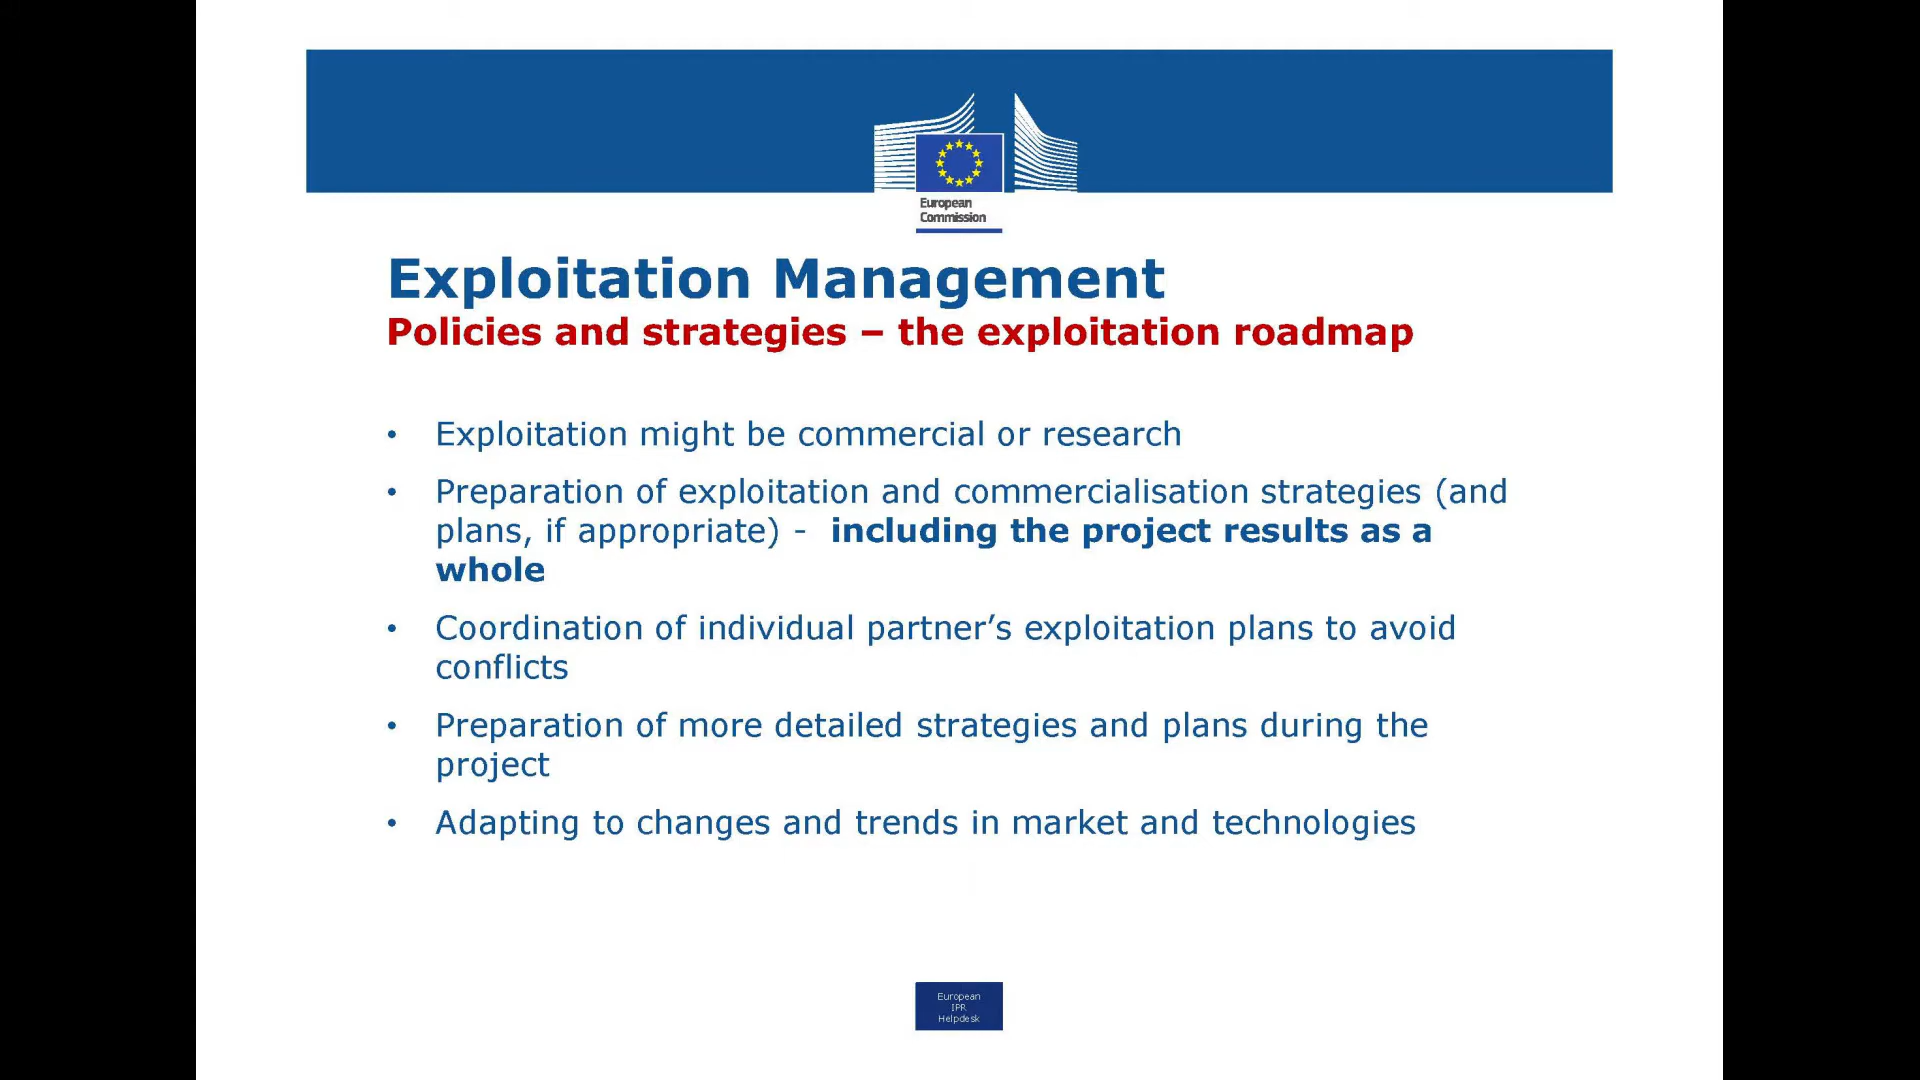 European
Commission
Exploitation Management
Policies and strategies – the exploitation roadmap
• Exploitation might be commercial or research
• Preparation of exploitation and commercialisation strategies (and
plans, if appropriate) - including the project results as a
whole
• Coordination of individual partner’s exploitation plans to avoid
conflicts
• Preparation of more detailed strategies and plans during the
project
• Adapting to changes and trends in market and technologies
European
IPR
Helpdesk